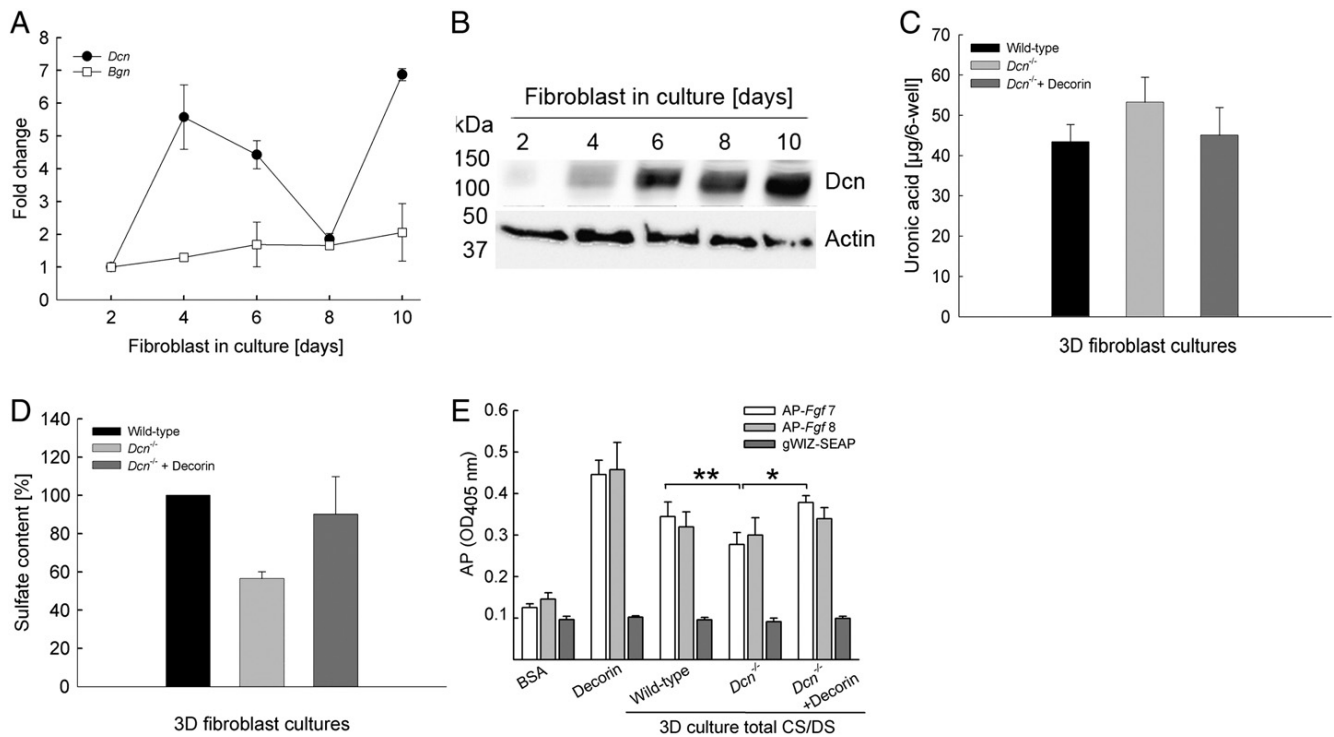 A
8
7
6
5
4
3
2
1
0
Fold change
Dcn
Bgn
2 4 6 8 10
Fibroblast in culture [days]
B
Fibroblast in culture [days]
kDa
2 4 6 8 10
150
100
Dcn
50
37
Actin
C
70
60
50
40
30
20
10
0
Uronic acid [µg/6-well]
Wild-type
Dcn-/-
Dcn-/-+ Decorin
3D fibroblast cultures
D
140
120
100
80
60
40
20
0
Sulfate content [%]
Wild-type
Dcn-/-
Dcn-/- + Decorin
3D fibroblast cultures
E
0.6
0.5
0.4
0.3
0.2
0.1
AP (OD405 nm)
AP-Fgf 7
AP-Fgf 8
gWIZ-SEAP
** *
BSA
Decorin
Wild-type
Dcn-/-
Dcn-/-
+Decorin
3D culture total CS/DS